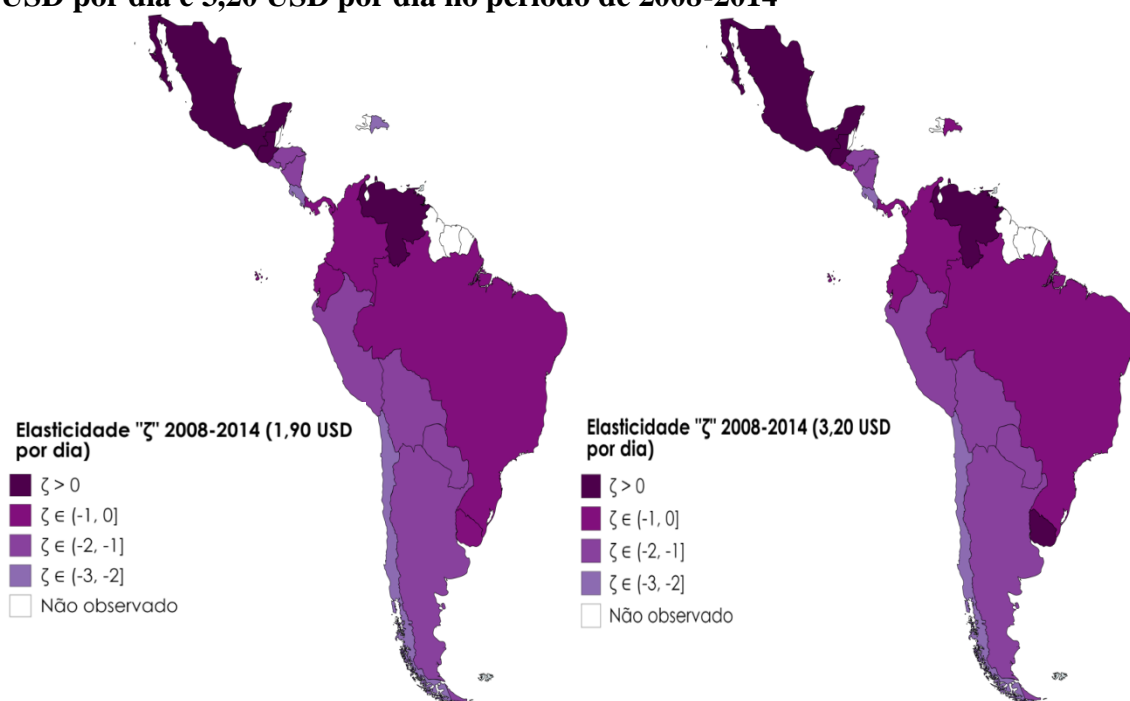 USD por dia e 3,20 USD por dia no período de 2008-2014
Elasticidade "ζ" 2008-2014 (1,90 USD
por dia)
ζ > 0
ζ ∈ (-1, 0]
ζ ∈ (-2, -1]
ζ ∈ (-3, -2]
Não observado
Elasticidade "ζ" 2008-2014 (3,20 USD
por dia)
ζ > 0
ζ ∈ (-1, 0]
ζ ∈ (-2, -1]
ζ ∈ (-3, -2]
Não observado